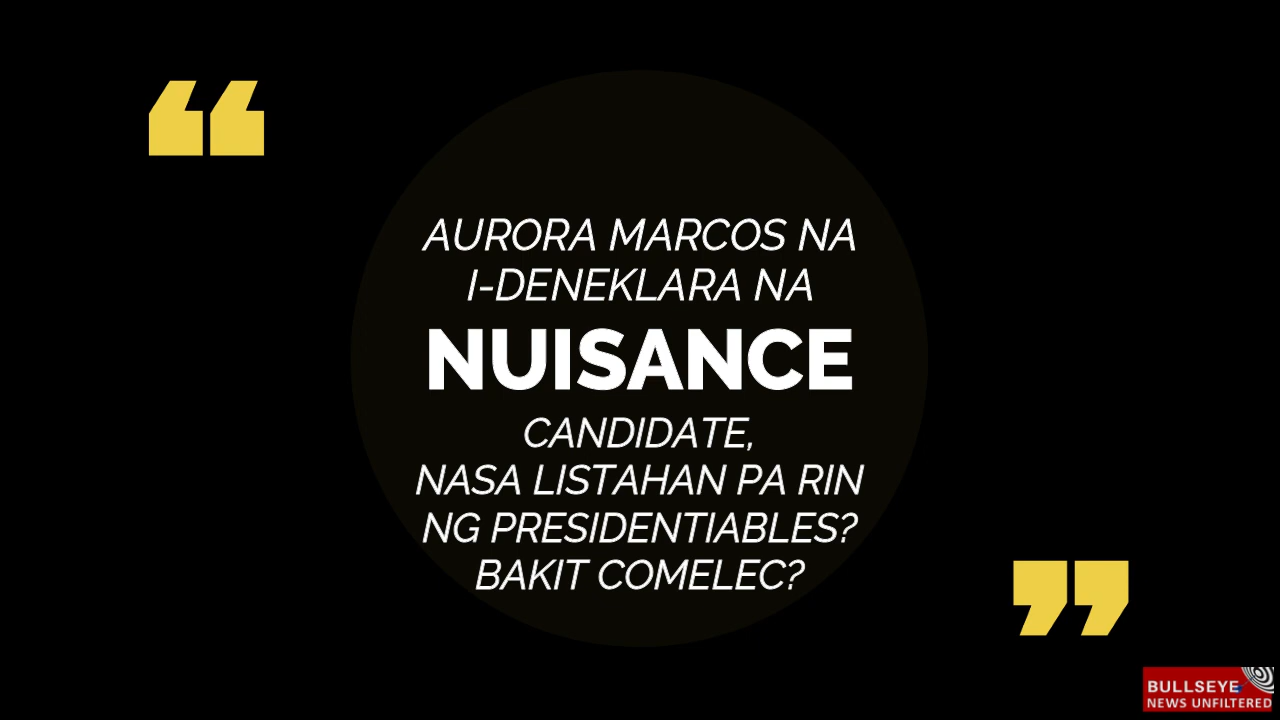 AURORA MARCOS NA
I-DENEKLARA NA
NUISANCE
CANDIDATE,
NASA LISTAHAN PA RIN
NG PRESIDENTIABLES?
BAKIT COMELEC?
BULLSEYE
NEWS UNFILTERED